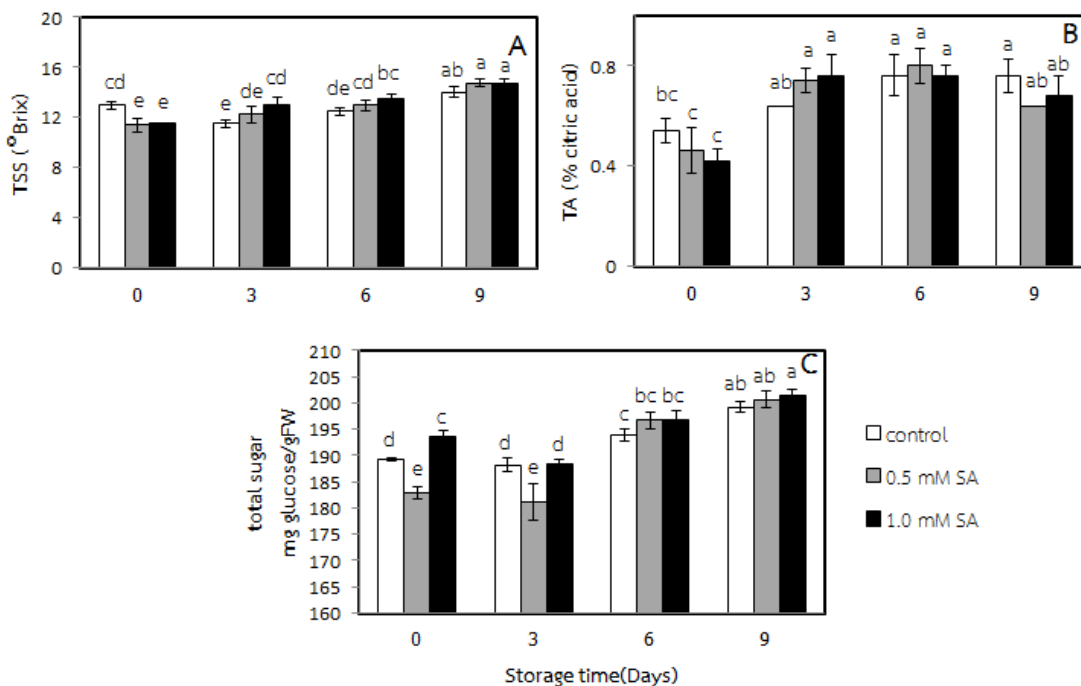 A
TSS (°Brix)
20
16
12
8
4
0
cd e e e de cd de cd bc ab a a
0 3 6 9
B
TA (% citric acid)
0.8
0.4
0
bc c c ab a a a a a a ab ab
0 3 6 9
C
total sugar
mg glucose/gFW
210
205
200
195
190
185
180
175
170
165
160
d e c d e d c bc bc ab ab a
0 3 6 9
Storage time(Days)
control
0.5 mM SA
1.0 mM SA